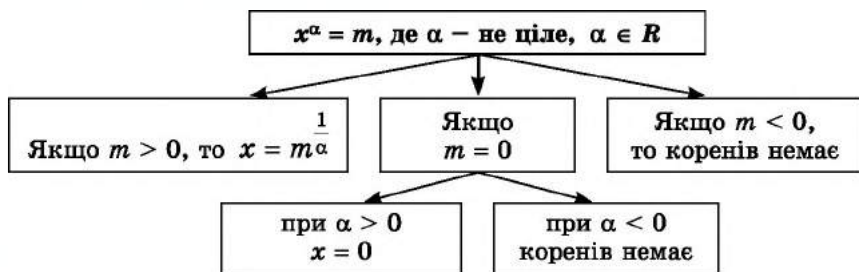 x^α = m, де α – не ціле, α ∈ R
Якщо m > 0, то x = m^(1/α)
Якщо
m = 0
Якщо m < 0,
то коренів немає
при α > 0
x = 0
при α < 0
коренів немає